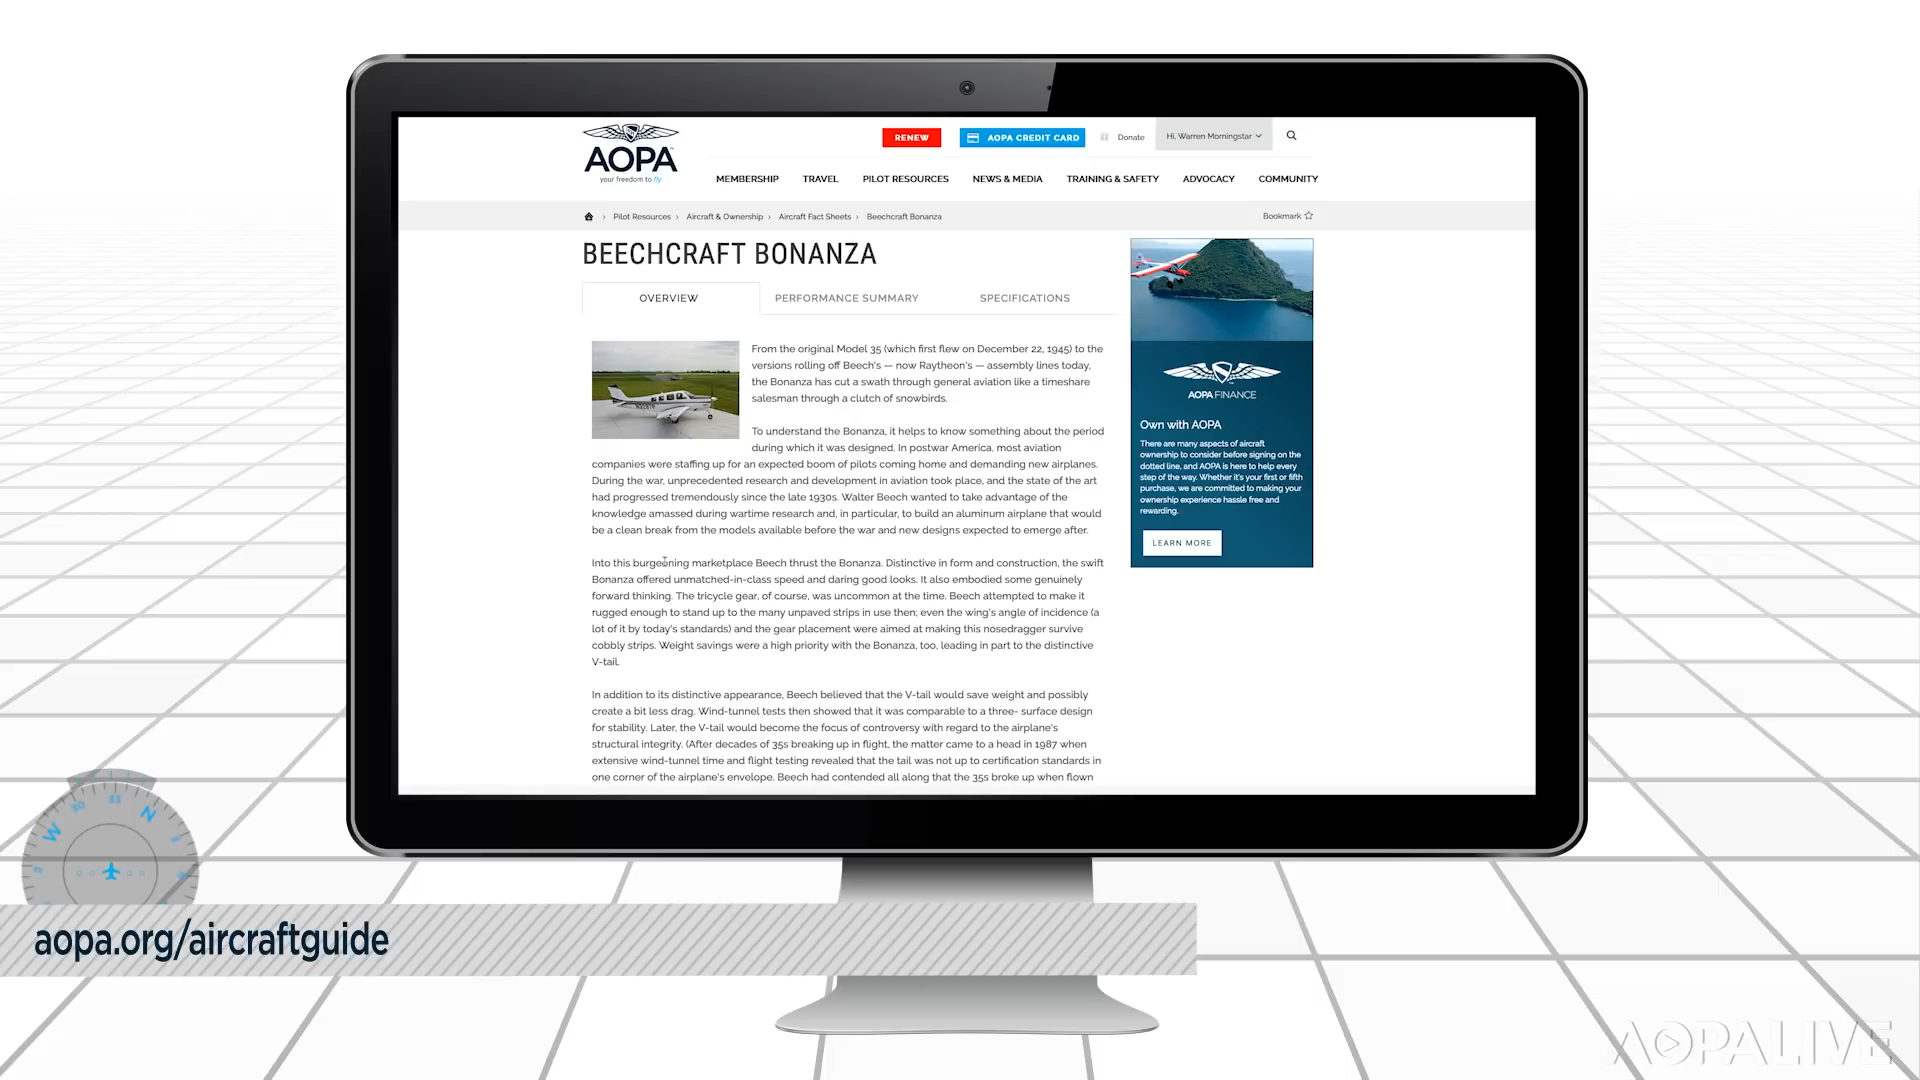 AOPA
your freedom to fly
RENEW
AOPA CREDIT CARD
Donate
Hi, Warren Morningstar
MEMBERSHIP
TRAVEL
PILOT RESOURCES
NEWS & MEDIA
TRAINING & SAFETY
ADVOCACY
COMMUNITY
Pilot Resources › Aircraft & Ownership › Aircraft Fact Sheets › Beechcraft Bonanza
Bookmark
BEECHCRAFT BONANZA
OVERVIEW
PERFORMANCE SUMMARY
SPECIFICATIONS
From the original Model 35 (which first flew on December 22, 1945) to the
versions rolling off Beech's — now Raytheon's — assembly lines today,
the Bonanza has cut a swath through general aviation like a timeshare
salesman through a clutch of snowbirds.
To understand the Bonanza, it helps to know something about the period
during which it was designed. In postwar America, most aviation
companies were staffing up for an expected boom of pilots coming home and demanding new airplanes.
During the war, unprecedented research and development in aviation took place, and the state of the art
had progressed tremendously since the late 1930s. Walter Beech wanted to take advantage of the
knowledge amassed during wartime research and, in particular, to build an aluminum airplane that would
be a clean break from the models available before the war and new designs expected to emerge after.
Into this burgeoning marketplace Beech thrust the Bonanza. Distinctive in form and construction, the swift
Bonanza offered unmatched-in-class speed and daring good looks. It also embodied some genuinely
forward thinking. The tricycle gear, of course, was uncommon at the time. Beech attempted to make it
rugged enough to stand up to the many unpaved strips in use then; even the wing's angle of incidence (a
lot of it by today's standards) and the gear placement were aimed at making this nosedragger survive
cobbly strips. Weight savings were a high priority with the Bonanza, too, leading in part to the distinctive
V-tail.
In addition to its distinctive appearance, Beech believed that the V-tail would save weight and possibly
create a bit less drag. Wind-tunnel tests then showed that it was comparable to a three- surface design
for stability. Later, the V-tail would become the focus of controversy with regard to the airplane's
structural integrity. (After decades of 35s breaking up in flight, the matter came to a head in 1987 when
extensive wind-tunnel time and flight testing revealed that the tail was not up to certification standards in
one corner of the airplane's envelope. Beech had contended all along that the 35s broke up when flown
AOPA FINANCE
Own with AOPA
There are many aspects of aircraft
ownership to consider before signing on the
dotted line, and AOPA is here to help every
step of the way. Whether it's your first or fifth
purchase, we are committed to making your
ownership experience hassle free and
rewarding.
LEARN MORE
W 30 33 N
aopa.org/aircraftguide
AOPALIVE